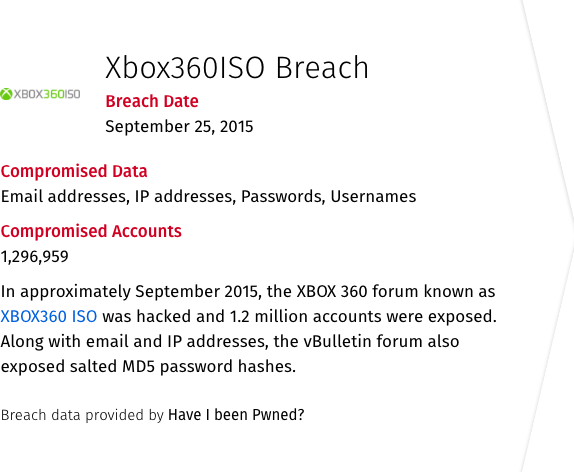 Xbox360ISO Breach
XBOX360ISO
Breach Date
September 25, 2015
Compromised Data
Email addresses, IP addresses, Passwords, Usernames
Compromised Accounts
1,296,959
In approximately September 2015, the XBOX 360 forum known as
XBOX360 ISO was hacked and 1.2 million accounts were exposed.
Along with email and IP addresses, the vBulletin forum also
exposed salted MD5 password hashes.
Breach data provided by Have I been Pwned?